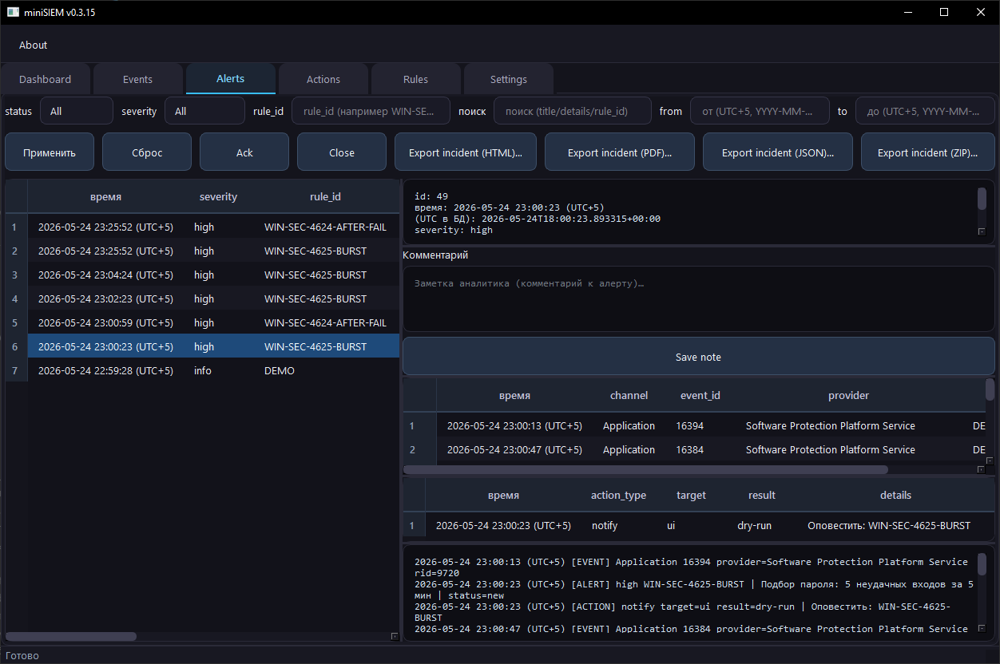 miniSIEM v0.3.15
About
Dashboard Events Alerts Actions Rules Settings
status All severity All rule_id rule_id (например WIN-SE... поиск поиск (title/details/rule_id) from от (UTC+5, YYYY-MM-... to до (UTC+5, YYYY-MM-...
Применить Сброс Ack Close Export incident (HTML)... Export incident (PDF)... Export incident (JSON)... Export incident (ZIP)...
время severity rule_id
1 2026-05-24 23:25:52 (UTC+5) high WIN-SEC-4624-AFTER-FAIL
2 2026-05-24 23:25:52 (UTC+5) high WIN-SEC-4625-BURST
3 2026-05-24 23:04:24 (UTC+5) high WIN-SEC-4625-BURST
4 2026-05-24 23:02:23 (UTC+5) high WIN-SEC-4625-BURST
5 2026-05-24 23:00:59 (UTC+5) high WIN-SEC-4624-AFTER-FAIL
6 2026-05-24 23:00:23 (UTC+5) high WIN-SEC-4625-BURST
7 2026-05-24 22:59:28 (UTC+5) info DEMO
id: 49
время: 2026-05-24 23:00:23 (UTC+5)
(UTC в БД): 2026-05-24T18:00:23.893315+00:00
severity: high
Комментарий
Заметка аналитика (комментарий к алерту)…
Save note
время channel event_id provider
1 2026-05-24 23:00:13 (UTC+5) Application 16394 Software Protection Platform Service DE
2 2026-05-24 23:00:47 (UTC+5) Application 16384 Software Protection Platform Service DE
время action_type target result details
1 2026-05-24 23:00:23 (UTC+5) notify ui dry-run Оповестить: WIN-SEC-4625-BURST
2026-05-24 23:00:13 (UTC+5) [EVENT] Application 16394 provider=Software Protection Platform Service
rid=9720
2026-05-24 23:00:23 (UTC+5) [ALERT] high WIN-SEC-4625-BURST | Подбор пароля: 5 неудачных входов за 5
мин | status=new
2026-05-24 23:00:23 (UTC+5) [ACTION] notify target=ui result=dry-run | Оповестить: WIN-SEC-4625-
BURST
2026-05-24 23:00:47 (UTC+5) [EVENT] Application 16384 provider=Software Protection Platform Service
Готово